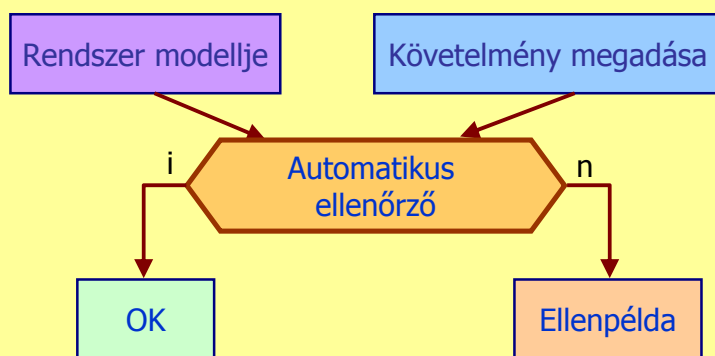 Rendszer modellje
Követelmény megadása
i
Automatikus
ellenőrző
n
OK
Ellenpélda